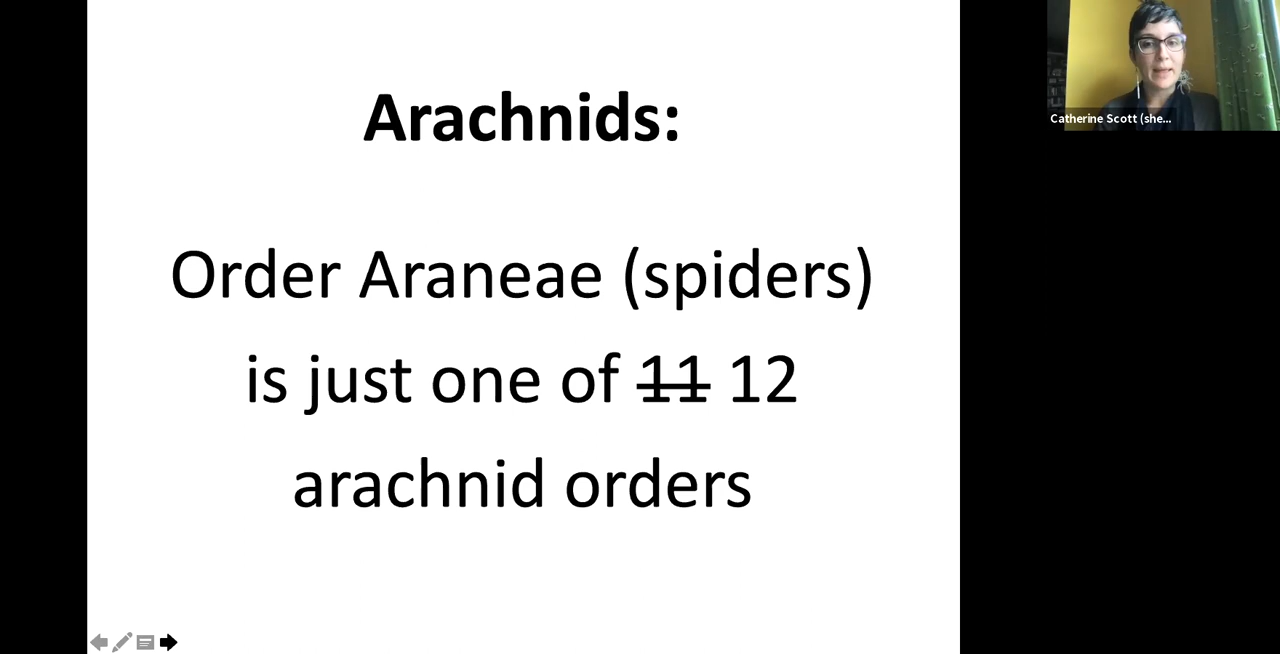 Arachnids:
Order Araneae (spiders)
is just one of 11 12
arachnid orders
Catherine Scott (she...